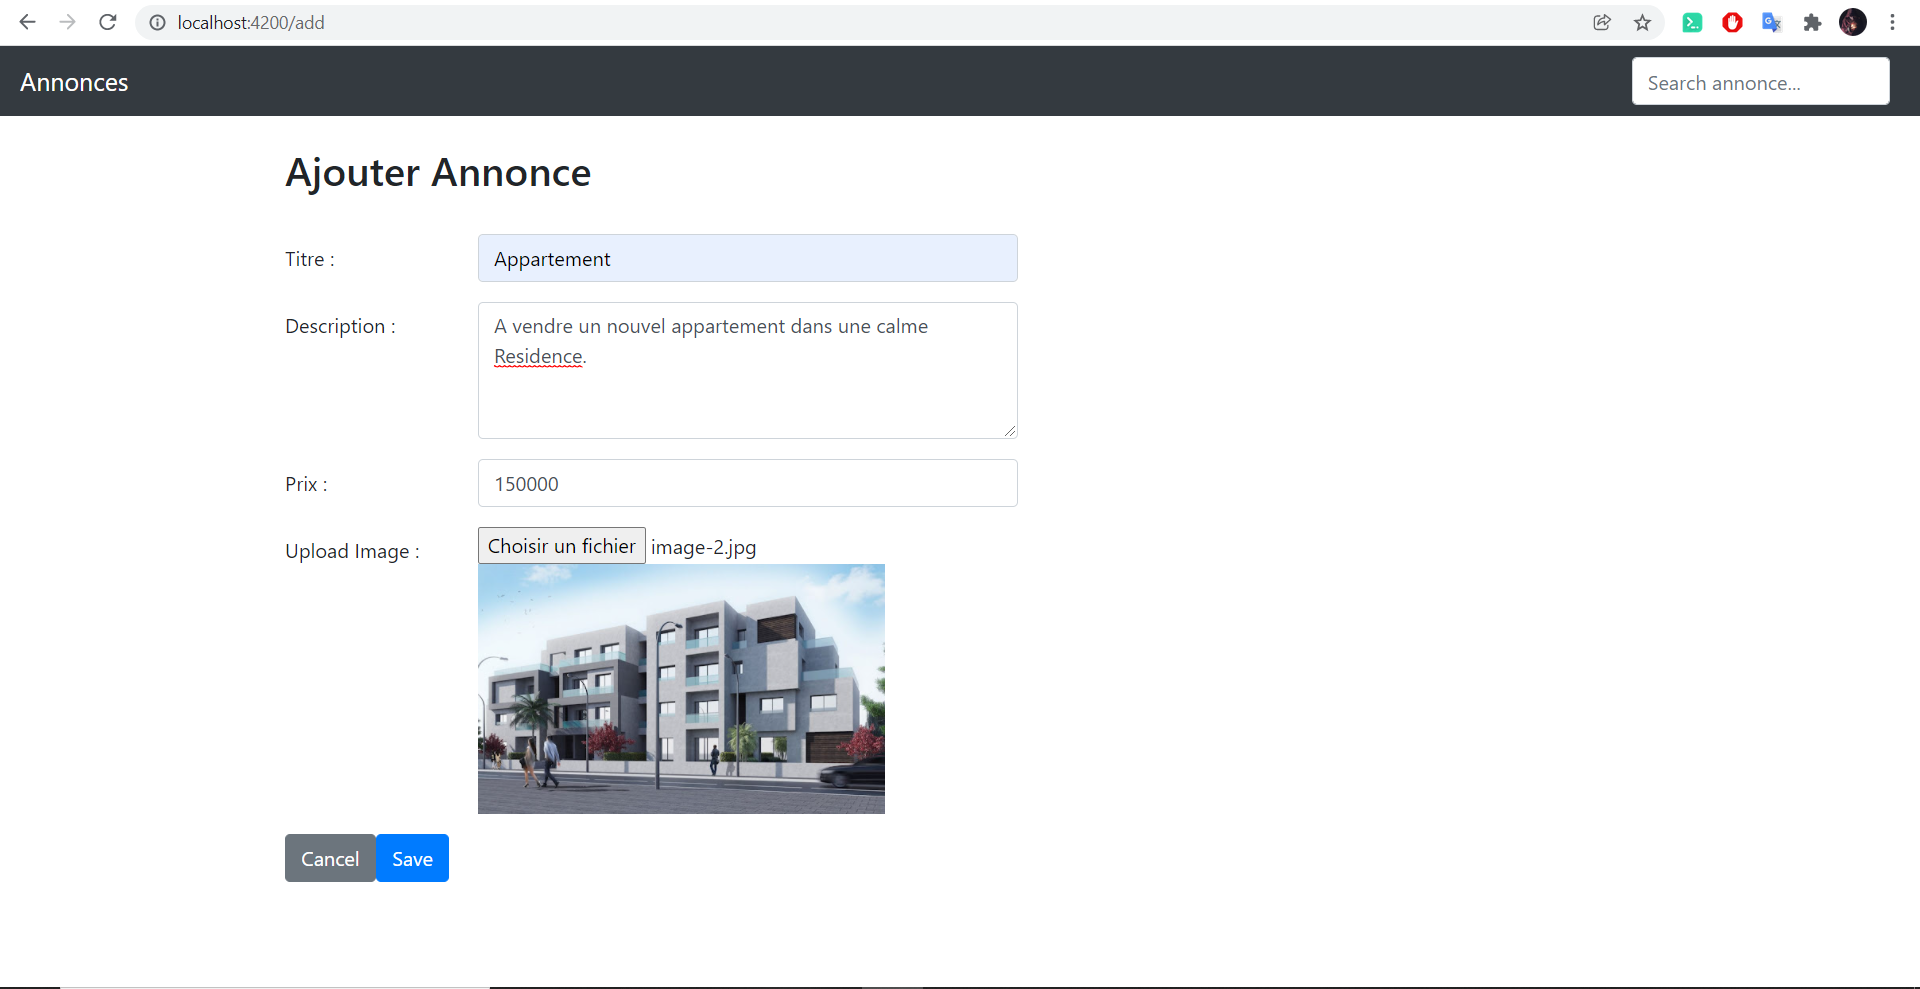 localhost:4200/add
Annonces
Search annonce...
Ajouter Annonce
Titre :
Appartement
Description :
A vendre un nouvel appartement dans une calme
Residence.
Prix :
150000
Upload Image :
Choisir un fichier image-2.jpg
Cancel Save